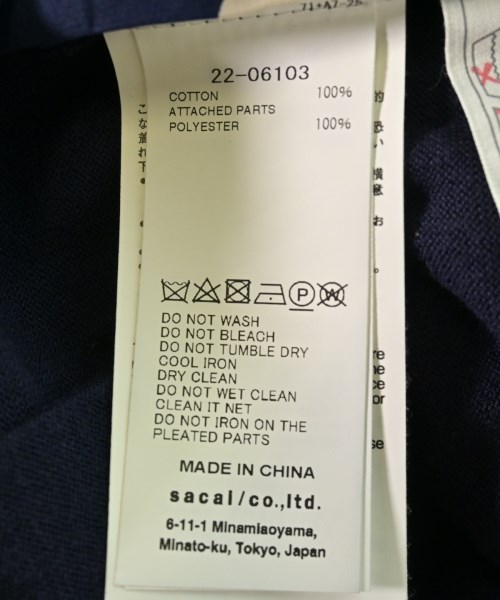 22-06103
COTTON 100%
ATTACHED PARTS
POLYESTER 100%
DO NOT WASH
DO NOT BLEACH
DO NOT TUMBLE DRY
COOL IRON
DRY CLEAN
DO NOT WET CLEAN
CLEAN IT NET
DO NOT IRON ON THE
PLEATED PARTS
MADE IN CHINA
sacai/co.,ltd.
6-11-1 Minamiaoyama,
Minato-ku, Tokyo, Japan